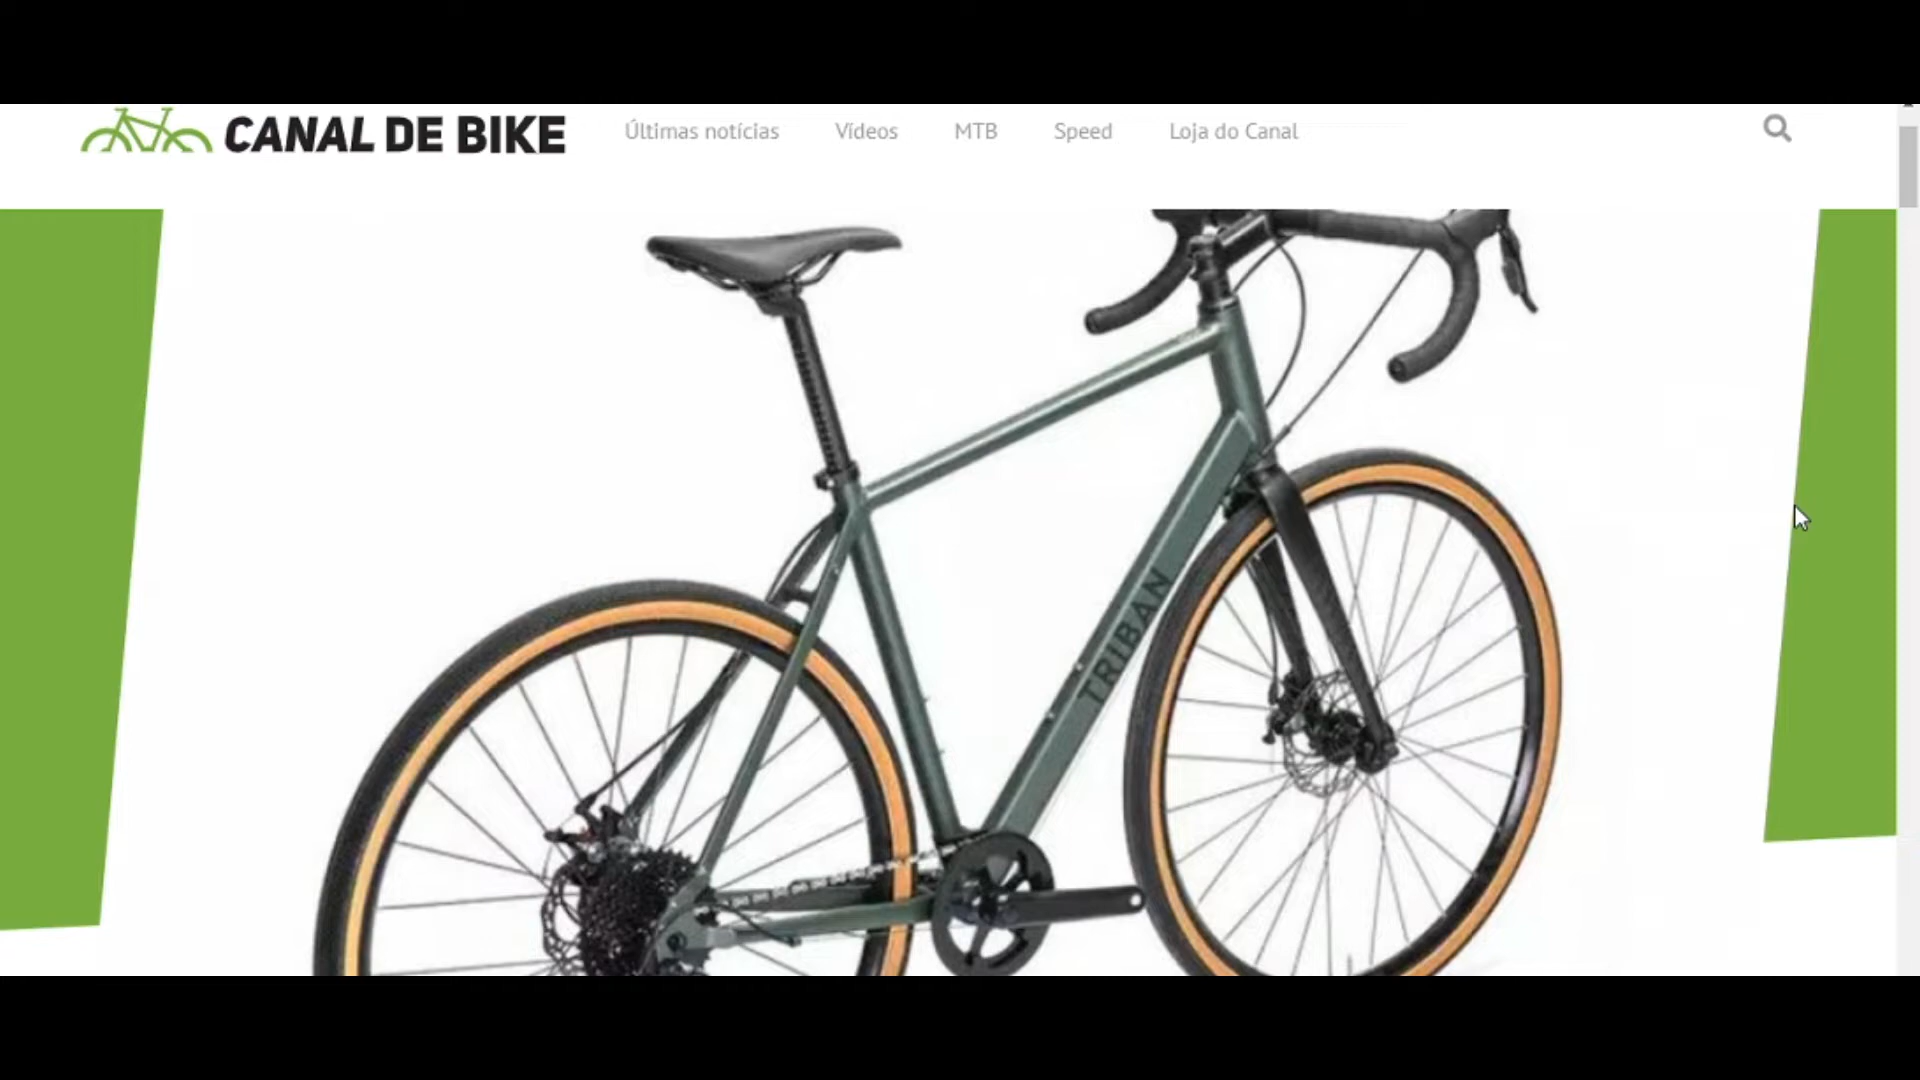 CANAL DE BIKE
Últimas notícias
Vídeos
MTB
Speed
Loja do Canal
TRIBAN